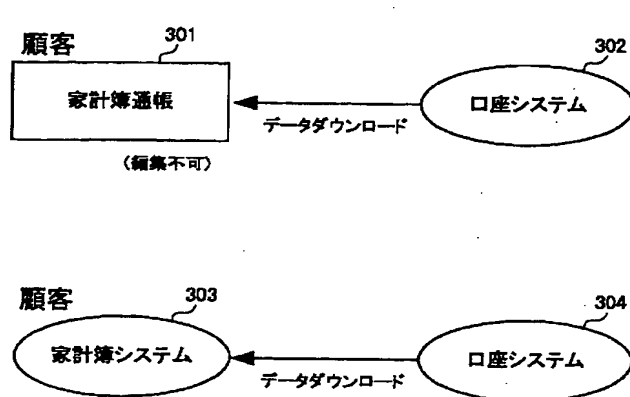 顧客
301
302
家計簿通帳
口座システム
データダウンロード
(編集不可)
顧客
303
304
家計簿システム
口座システム
データダウンロード